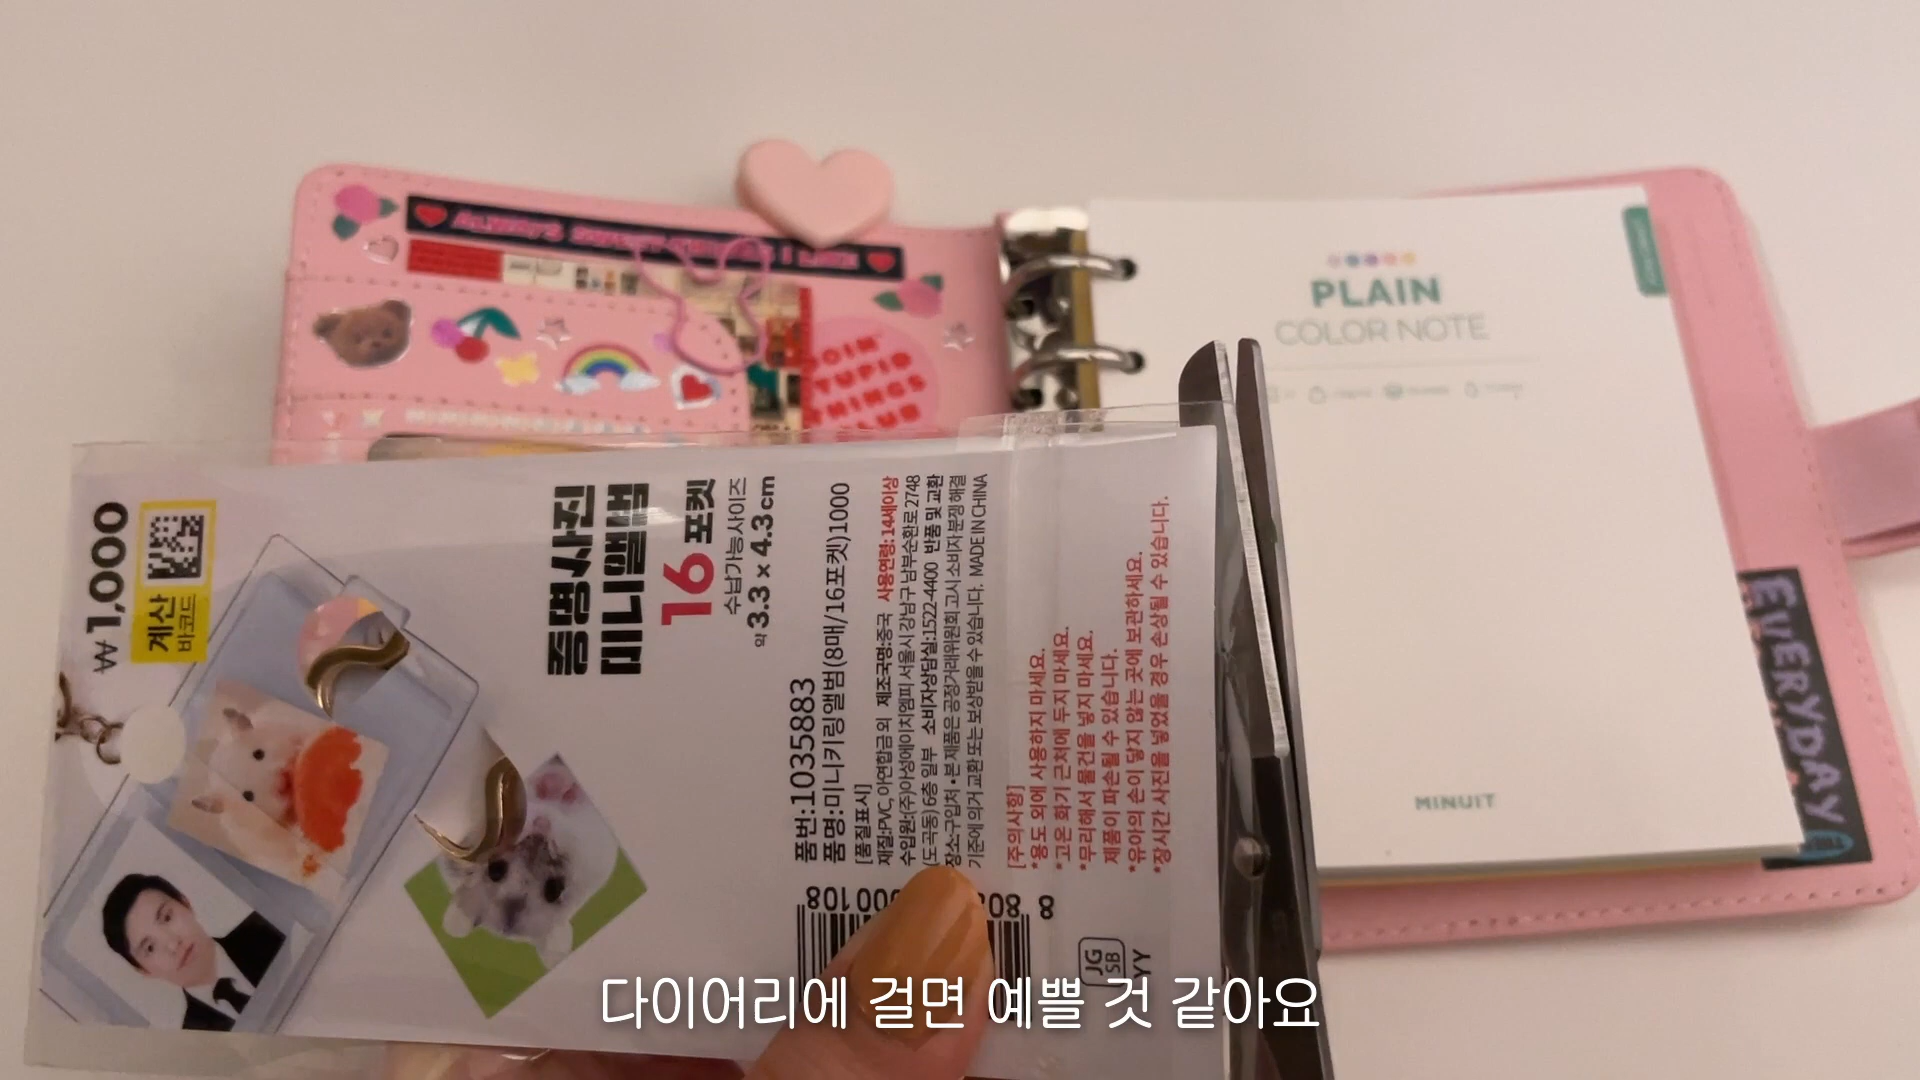 PLAIN
COLOR NOTE
MINUIT
EVERYDAY
₩1,000
계산
바코드
증명사진
미니앨범
16 포켓
수납가능사이즈
약 3.3 x 4.3 cm
품번:1035883
품명:미니키링앨범(8매/16포켓)1000
[품질표시]
재질:PVC, 아연합금 외 제조국명:중국 사용연령:14세이상
수입원:(주)아성에이치엠피 서울시 강남구 남부순환로 2748
(도곡동) 6층 일부 소비자상담실:1522-4400 반품 및 교환
장소:구입처 •본 제품은 공정거래위원회 고시 소비자 분쟁 해결
기준에 의거 교환 또는 보상받을 수 있습니다. MADE IN CHINA
[주의사항]
*용도 외에 사용하지 마세요.
*고온 화기 근처에 두지 마세요.
*무리해서 물건을 넣지 마세요.
제품이 파손될 수 있습니다.
*유아의 손이 닿지 않는 곳에 보관하세요.
*장시간 사진을 넣었을 경우 손상될 수 있습니다.
JG
SB
YY
다이어리에 걸면 예쁠 것 같아요